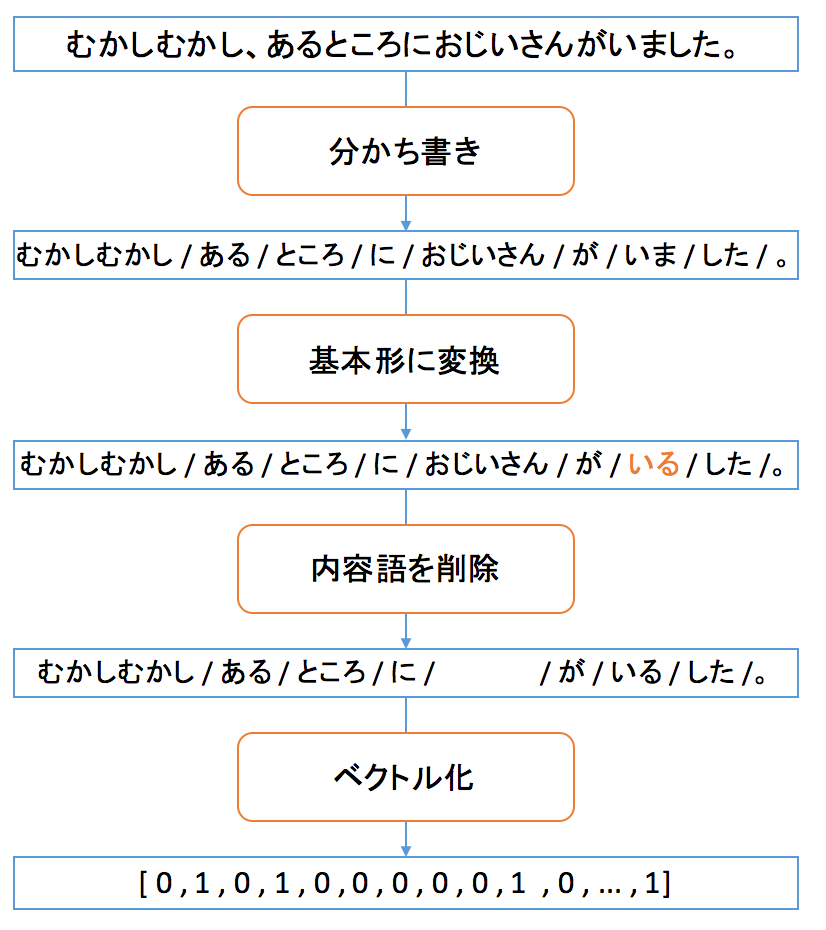 むかしむかし、あるところにおじいさんがいました。
分かち書き
むかしむかし / ある / ところ / に / おじいさん / が / いま / した / 。
基本形に変換
むかしむかし / ある / ところ / に / おじいさん / が / いる / した /。
内容語を削除
むかしむかし / ある / ところ / に / / が / いる / した /。
ベクトル化
[ 0 , 1 , 0 , 1 , 0 , 0 , 0 , 0 , 0 , 1 , 0 , … , 1]